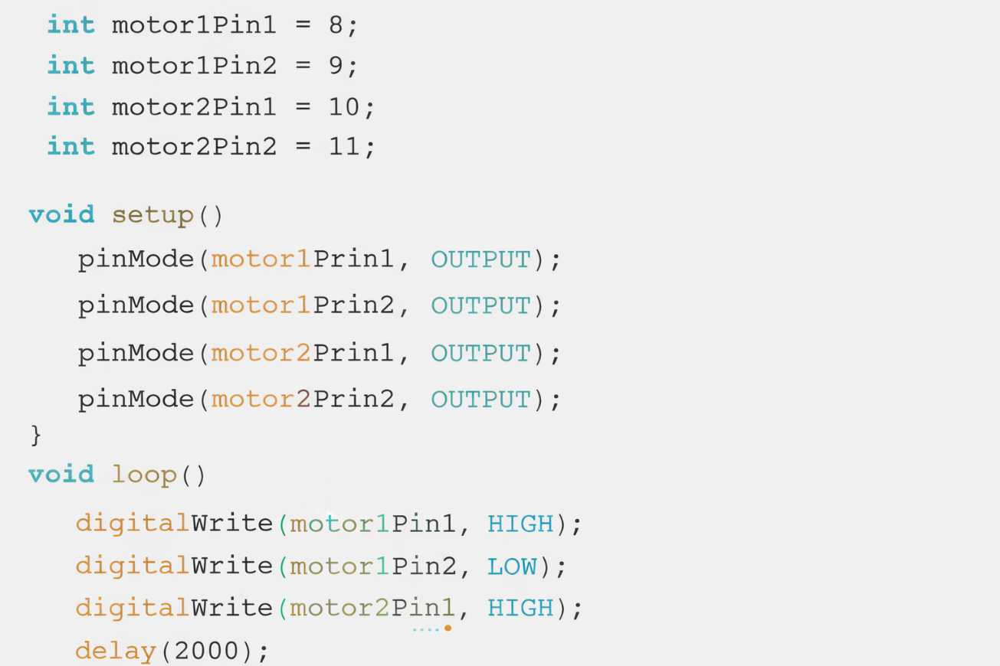 int motor1Pin1 = 8;
int motor1Pin2 = 9;
int motor2Pin1 = 10;
int motor2Pin2 = 11;
void setup()
pinMode(motor1Prin1, OUTPUT);
pinMode(motor1Prin2, OUTPUT);
pinMode(motor2Prin1, OUTPUT);
pinMode(motor2Prin2, OUTPUT);
}
void loop()
digitalWrite(motor1Pin1, HIGH);
digitalWrite(motor1Pin2, LOW);
digitalWrite(motor2Pin1, HIGH);
delay(2000);